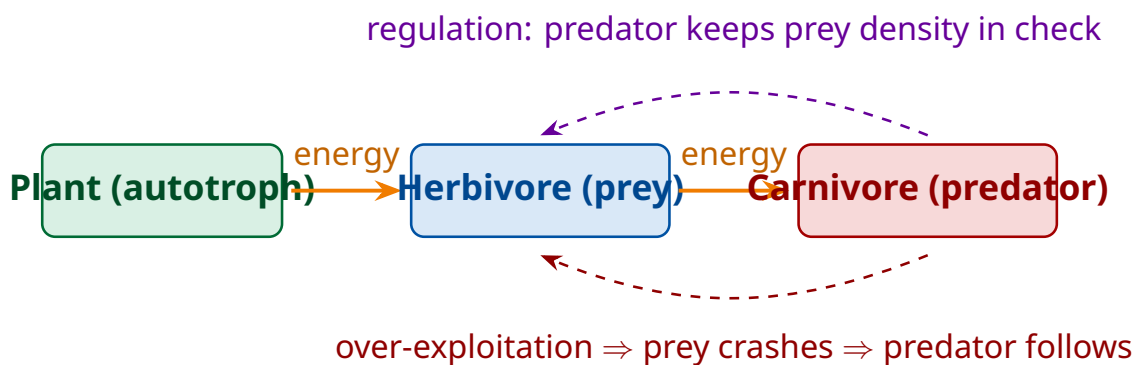 regulation: predator keeps prey density in check
energy
energy
Plant (autotroph)
Herbivore (prey)
Carnivore (predator)
over-exploitation ⇒ prey crashes ⇒ predator follows